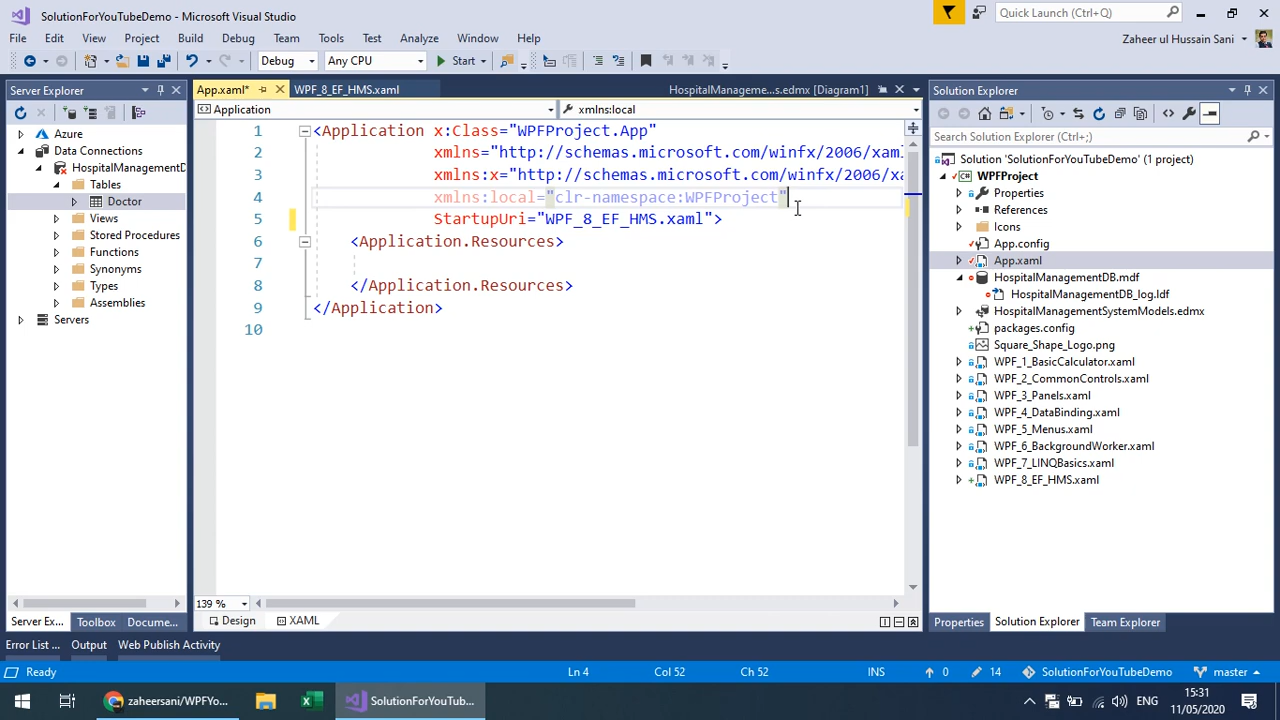 SolutionForYouTubeDemo - Microsoft Visual Studio
Quick Launch (Ctrl+Q)
File Edit View Project Build Debug Team Tools Test Analyze Window Help
Zaheer ul Hussain Sani
Debug Any CPU Start
Server Explorer
App.xaml* WPF_8_EF_HMS.xaml HospitalManageme...s.edmx [Diagram1]
Solution Explorer
Application xmlns:local
Azure
Data Connections
HospitalManagementD
Tables
Doctor
Views
Stored Procedures
Functions
Synonyms
Types
Assemblies
Servers
1 <Application x:Class="WPFProject.App"
2 xmlns="http://schemas.microsoft.com/winfx/2006/xaml
3 xmlns:x="http://schemas.microsoft.com/winfx/2006/xa
4 xmlns:local="clr-namespace:WPFProject"
5 StartupUri="WPF_8_EF_HMS.xaml">
6 <Application.Resources>
7
8 </Application.Resources>
9 </Application>
10
Search Solution Explorer (Ctrl+;)
Solution 'SolutionForYouTubeDemo' (1 project)
WPFProject
Properties
References
Icons
App.config
App.xaml
HospitalManagementDB.mdf
HospitalManagementDB_log.ldf
HospitalManagementSystemModels.edmx
packages.config
Square_Shape_Logo.png
WPF_1_BasicCalculator.xaml
WPF_2_CommonControls.xaml
WPF_3_Panels.xaml
WPF_4_DataBinding.xaml
WPF_5_Menus.xaml
WPF_6_BackgroundWorker.xaml
WPF_7_LINQBasics.xaml
WPF_8_EF_HMS.xaml
139 %
Server Ex... Toolbox Docume...
Design XAML
Properties Solution Explorer Team Explorer
Error List ... Output Web Publish Activity
Ready Ln 4 Col 52 Ch 52 INS 0 14 SolutionForYouTubeDemo master
zaheersani/WPFYo... SolutionForYouTub...
ENG
15:31
11/05/2020